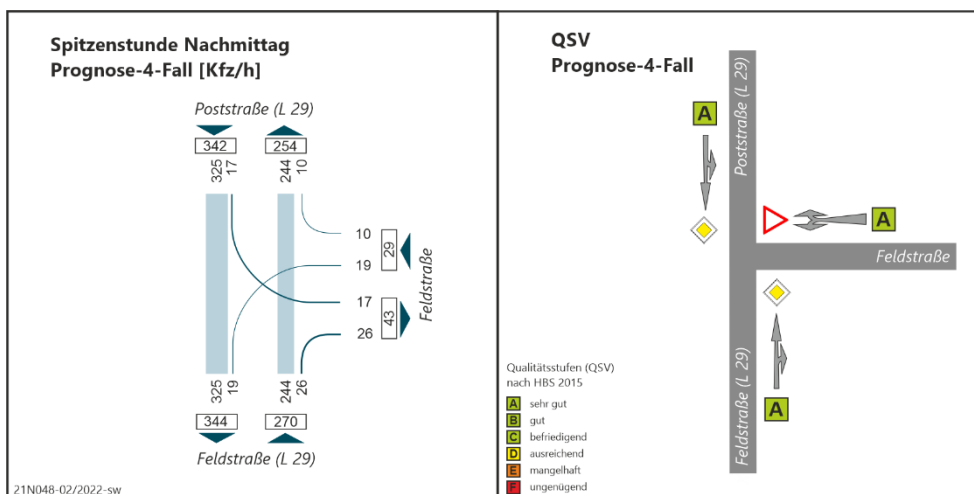 Spitzenstunde Nachmittag
Prognose-4-Fall [Kfz/h]
Poststraße (L 29)
342
254
325
17
244
10
10
29
19
Feldstraße
17
43
26
325
19
244
26
344
270
Feldstraße (L 29)
21N048-02/2022-sw
QSV
Prognose-4-Fall
Poststraße (L 29)
A
A
Feldstraße
Feldstraße (L 29)
A
Qualitätsstufen (QSV)
nach HBS 2015
A sehr gut
B gut
C befriedigend
D ausreichend
E mangelhaft
F ungenügend